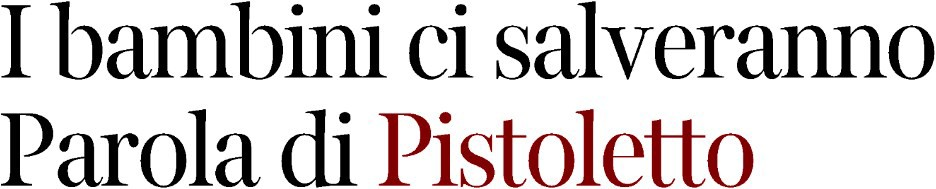 I bambini ci salveranno
Parola di Pistoletto